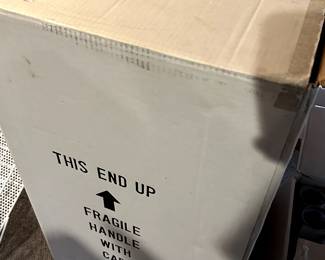 THIS END UP
FRAGILE
HANDLE
WITH